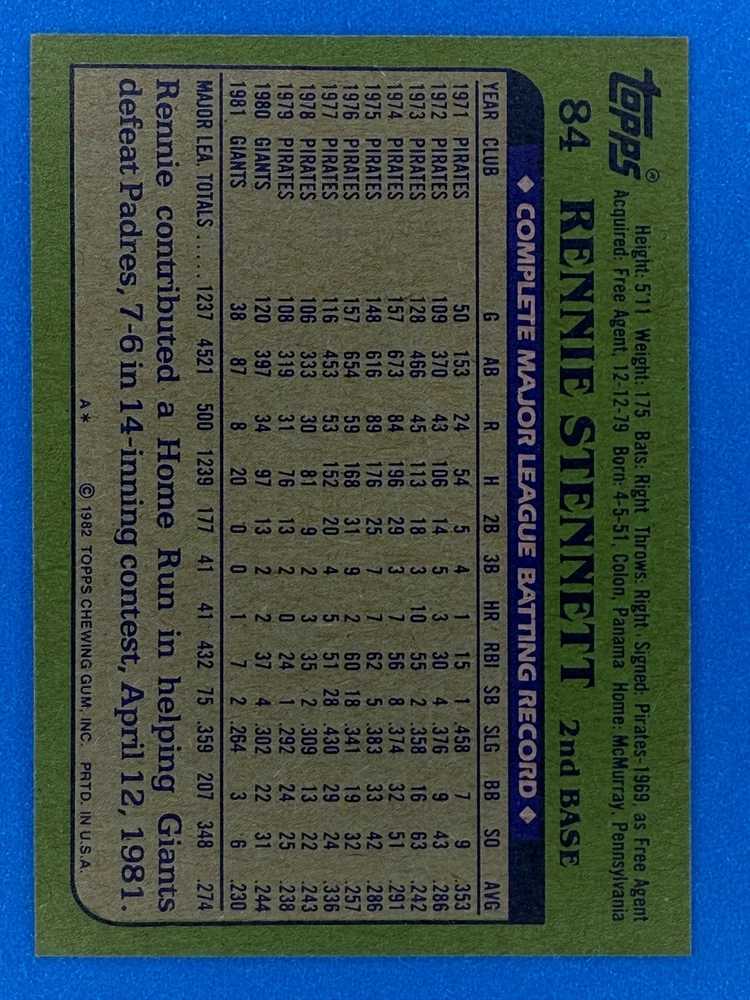 topps®
Height: 5'11 Weight: 175 Bats: Right Throws: Right Signed: Pirates-1969, as Free Agent
Acquired: Free Agent, 12-12-79 Born: 4-5-51, Colon, Panama Home: McMurray, Pennsylvania
84 RENNIE STENNETT 2nd BASE
◆ COMPLETE MAJOR LEAGUE BATTING RECORD ◆
YEAR CLUB G AB R H 2B 3B HR RBI SB SLG BB SO AVG
1971 PIRATES 50 153 24 54 5 4 1 15 1 .458 7 9 .353
1972 PIRATES 109 370 43 106 14 5 3 30 4 .376 9 43 .286
1973 PIRATES 128 466 45 113 18 3 10 55 2 .358 16 63 .242
1974 PIRATES 157 673 84 196 29 3 7 56 8 .374 32 51 .291
1975 PIRATES 148 616 89 176 25 7 7 62 5 .383 33 42 .286
1976 PIRATES 157 654 59 168 31 9 2 60 18 .341 19 32 .257
1977 PIRATES 116 453 53 152 20 4 5 51 28 .430 29 24 .336
1978 PIRATES 106 333 30 81 9 2 3 35 2 .309 13 22 .243
1979 PIRATES 108 319 31 76 13 2 0 24 1 .292 24 25 .238
1980 GIANTS 120 397 34 97 13 2 2 37 4 .302 22 31 .244
1981 GIANTS 38 87 8 20 0 0 1 7 2 .264 3 6 .230
MAJOR LEA. TOTALS ...... 1237 4521 500 1239 177 41 41 432 75 .359 207 348 .274
Rennie contributed a Home Run in helping Giants
defeat Padres, 7-6 in 14-inning contest, April 12, 1981.
A* © 1982 TOPPS CHEWING GUM, INC. PRTD. IN U.S.A.